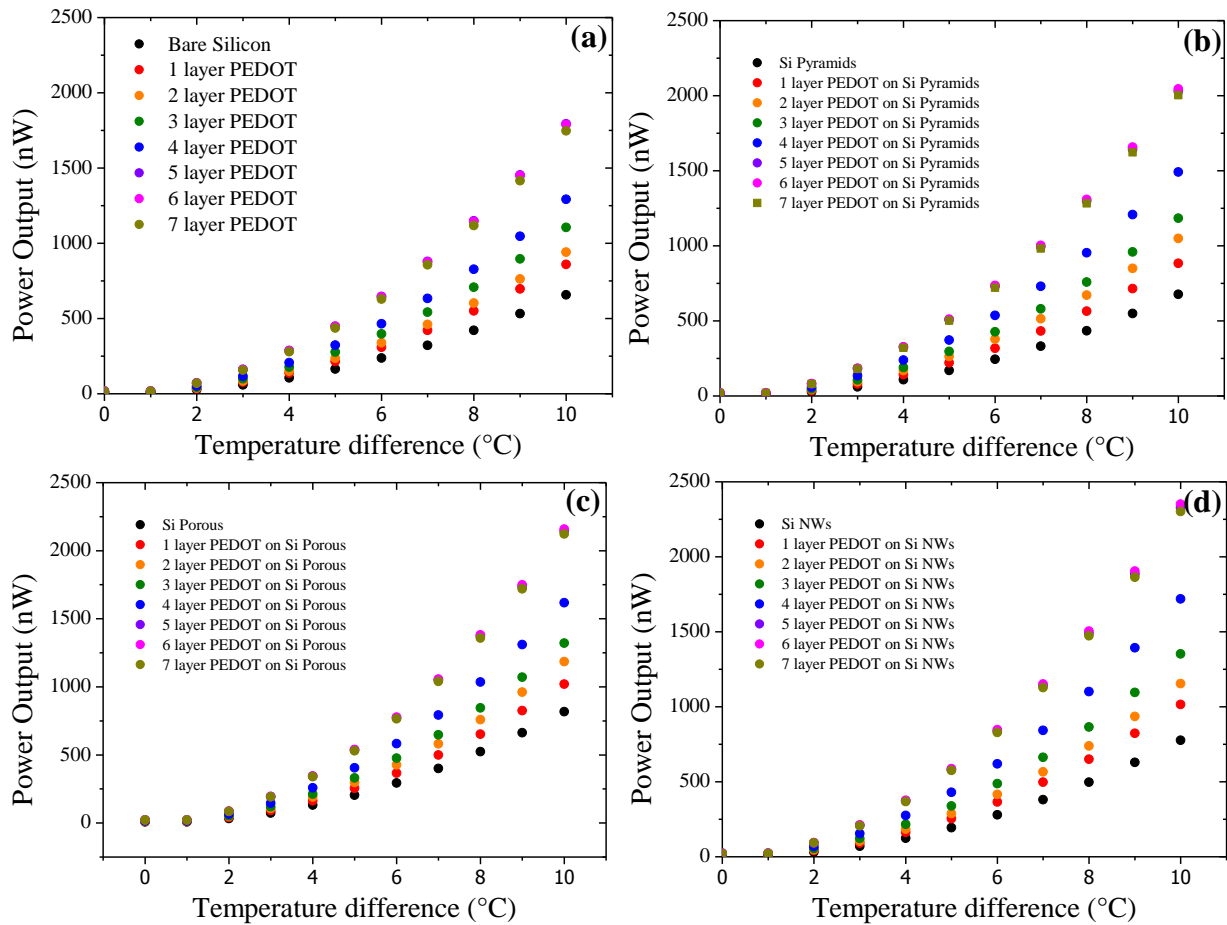 (a)
Power Output (nW)
2500
2000
1500
1000
500
0
Bare Silicon
1 layer PEDOT
2 layer PEDOT
3 layer PEDOT
4 layer PEDOT
5 layer PEDOT
6 layer PEDOT
7 layer PEDOT
0 2 4 6 8 10
Temperature difference (°C)
(b)
Power Output (nW)
2500
2000
1500
1000
500
0
Si Pyramids
1 layer PEDOT on Si Pyramids
2 layer PEDOT on Si Pyramids
3 layer PEDOT on Si Pyramids
4 layer PEDOT on Si Pyramids
5 layer PEDOT on Si Pyramids
6 layer PEDOT on Si Pyramids
7 layer PEDOT on Si Pyramids
0 2 4 6 8 10
Temperature difference (°C)
(c)
Power Output (nW)
2500
2000
1500
1000
500
0
Si Porous
1 layer PEDOT on Si Porous
2 layer PEDOT on Si Porous
3 layer PEDOT on Si Porous
4 layer PEDOT on Si Porous
5 layer PEDOT on Si Porous
6 layer PEDOT on Si Porous
7 layer PEDOT on Si Porous
0 2 4 6 8 10
Temperature difference (°C)
(d)
Power Output (nW)
2500
2000
1500
1000
500
0
Si NWs
1 layer PEDOT on Si NWs
2 layer PEDOT on Si NWs
3 layer PEDOT on Si NWs
4 layer PEDOT on Si NWs
5 layer PEDOT on Si NWs
6 layer PEDOT on Si NWs
7 layer PEDOT on Si NWs
0 2 4 6 8 10
Temperature difference (°C)